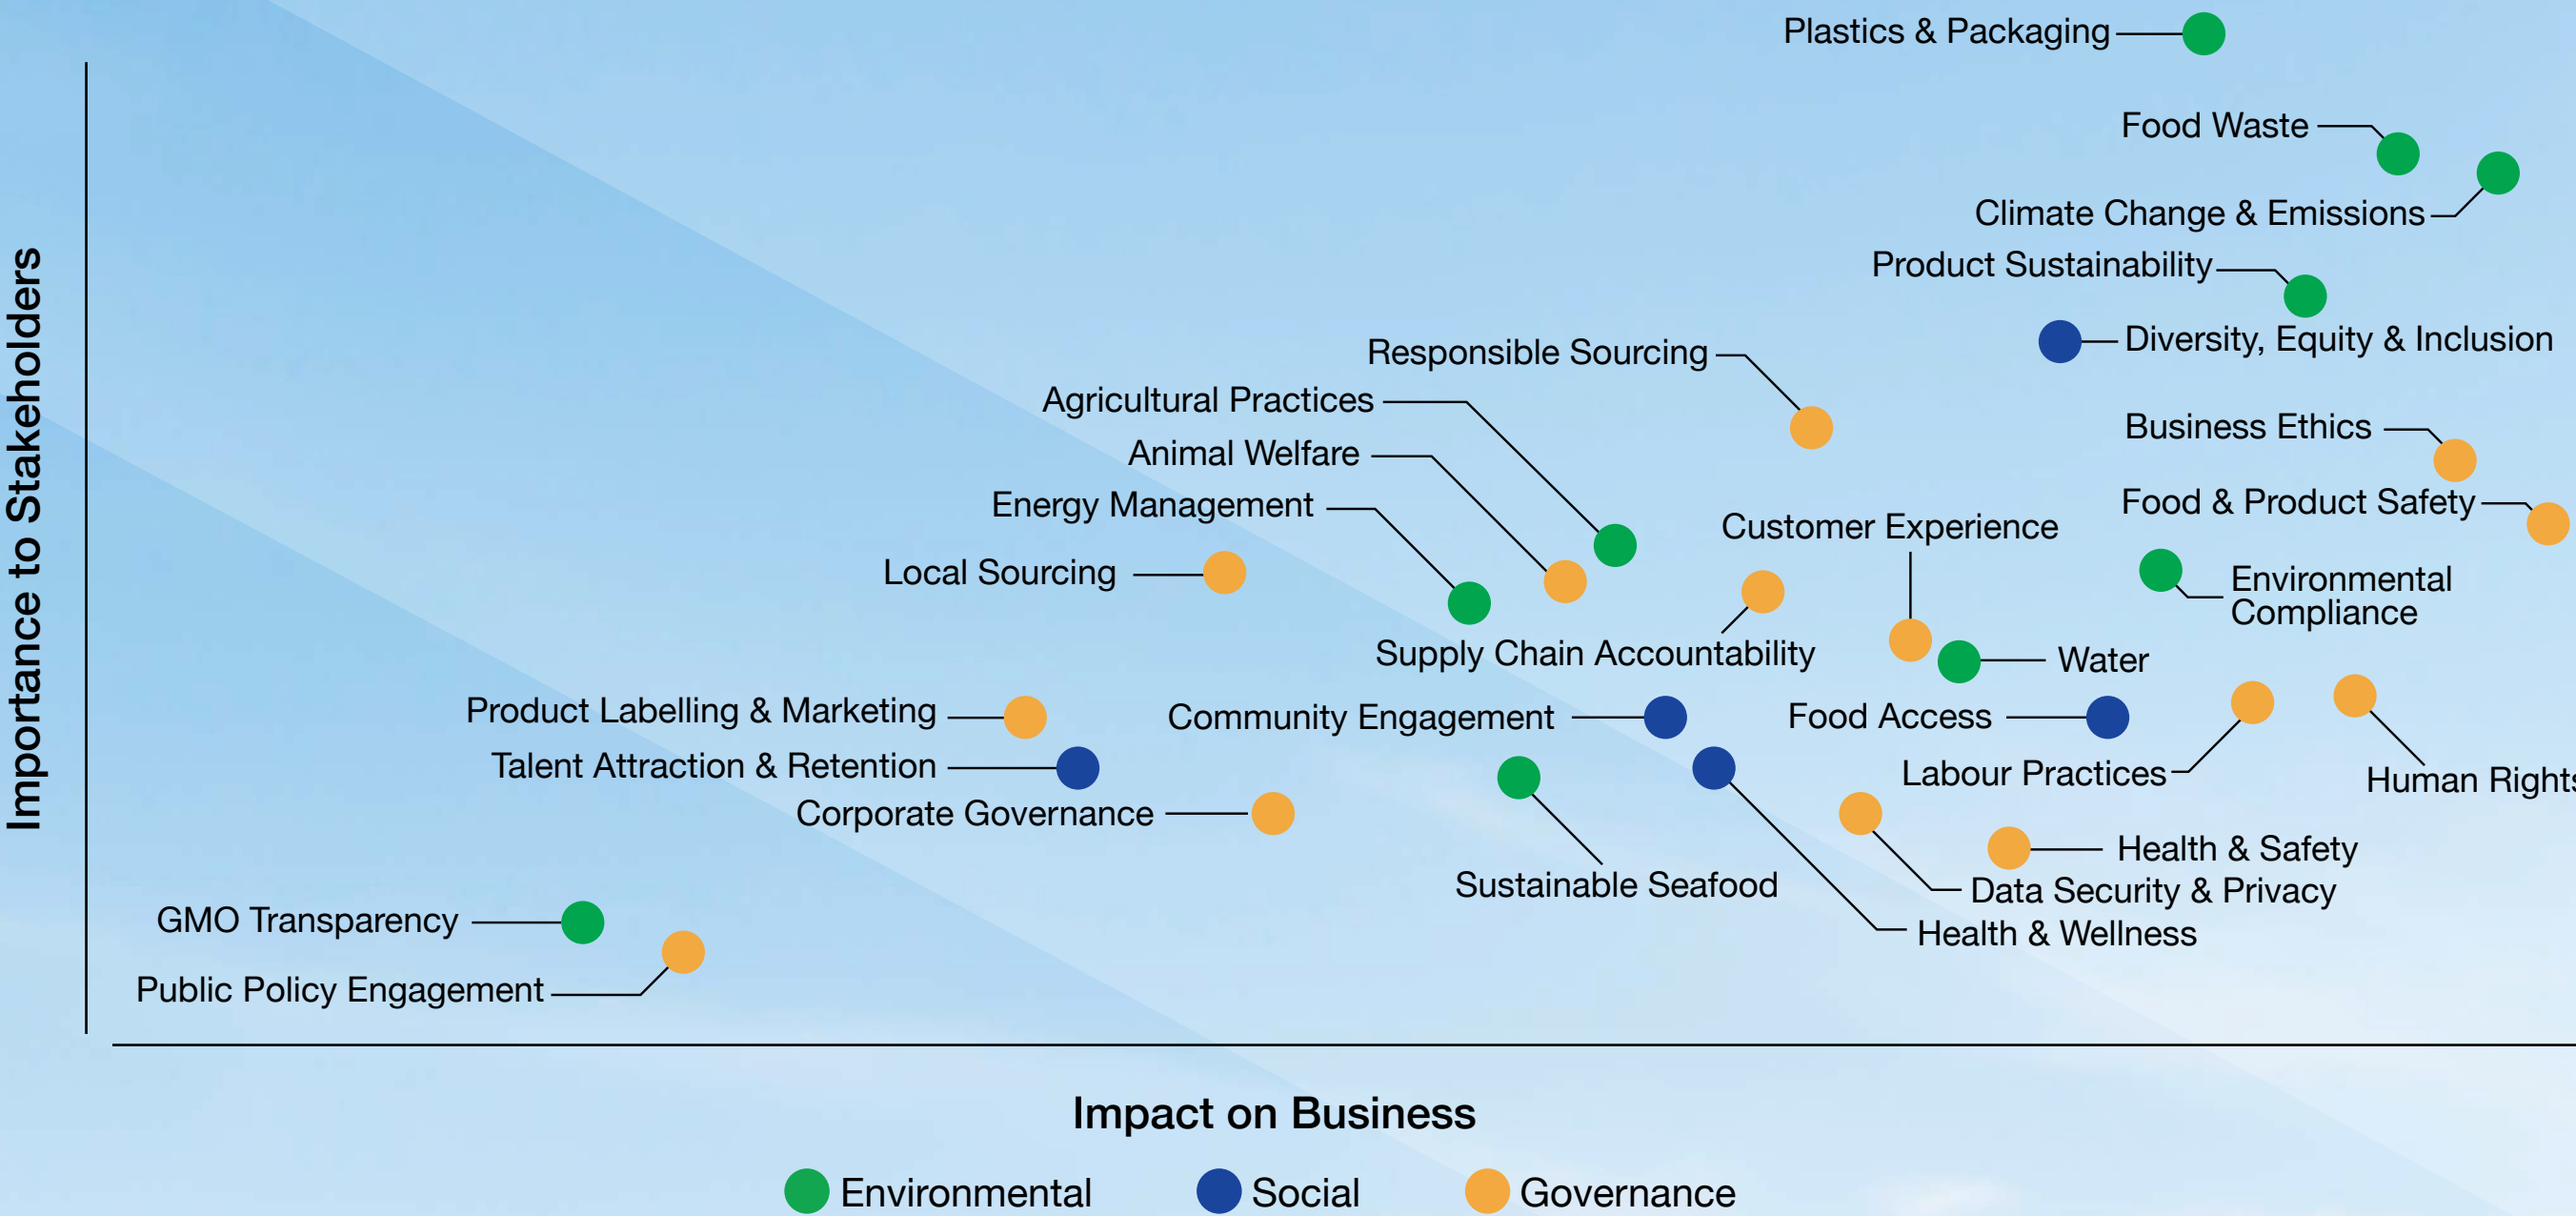 Plastics & Packaging
Food Waste
Climate Change & Emissions
Product Sustainability
Diversity, Equity & Inclusion
Responsible Sourcing
Agricultural Practices
Business Ethics
Animal Welfare
Energy Management
Food & Product Safety
Customer Experience
Local Sourcing
Environmental
Compliance
Supply Chain Accountability
Water
Product Labelling & Marketing
Community Engagement
Food Access
Talent Attraction & Retention
Labour Practices
Human Rights
Corporate Governance
Health & Safety
Sustainable Seafood
Data Security & Privacy
GMO Transparency
Health & Wellness
Public Policy Engagement
Importance to Stakeholders
Impact on Business
Environmental
Social
Governance